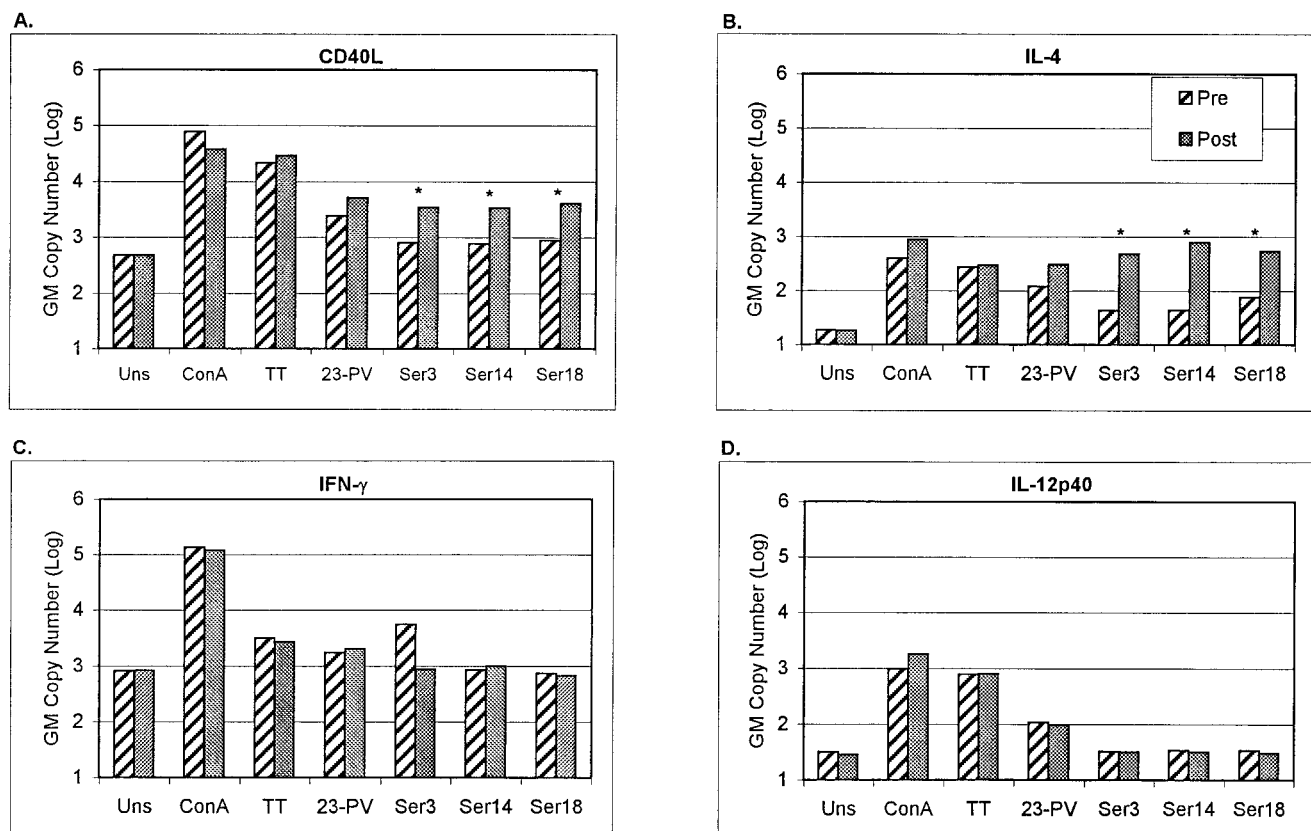 A.
CD40L
GM Copy Number (Log)
6
5
4
3
2
1
* * *
Uns ConA TT 23-PV Ser3 Ser14 Ser18
B.
IL-4
GM Copy Number (Log)
6
5
4
3
2
1
Pre
Post
* * *
Uns ConA TT 23-PV Ser3 Ser14 Ser18
C.
IFN-γ
GM Copy Number (Log)
6
5
4
3
2
1
Uns ConA TT 23-PV Ser3 Ser14 Ser18
D.
IL-12p40
GM Copy Number (Log)
6
5
4
3
2
1
Uns ConA TT 23-PV Ser3 Ser14 Ser18